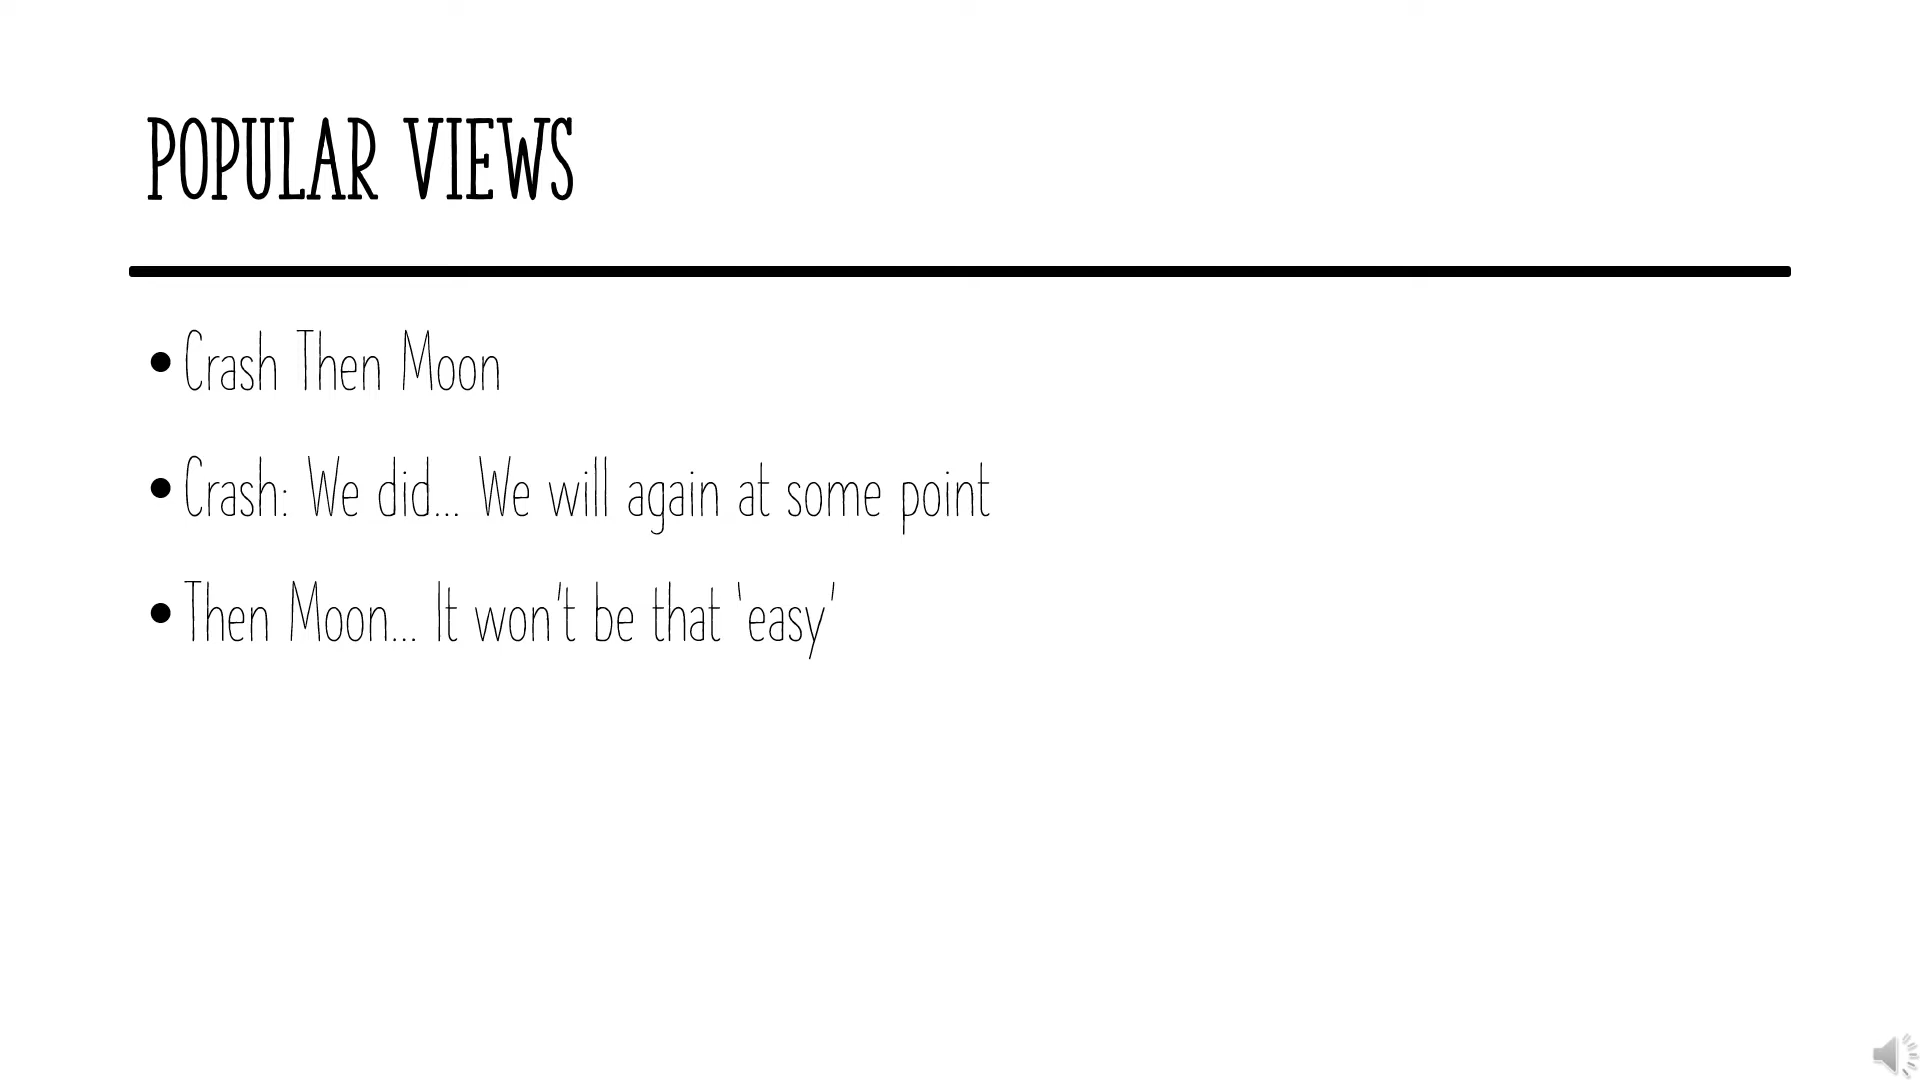 POPULAR VIEWS
• Crash Then Moon
• Crash: We did... We will again at some point
• Then Moon... It won't be that ‘easy’